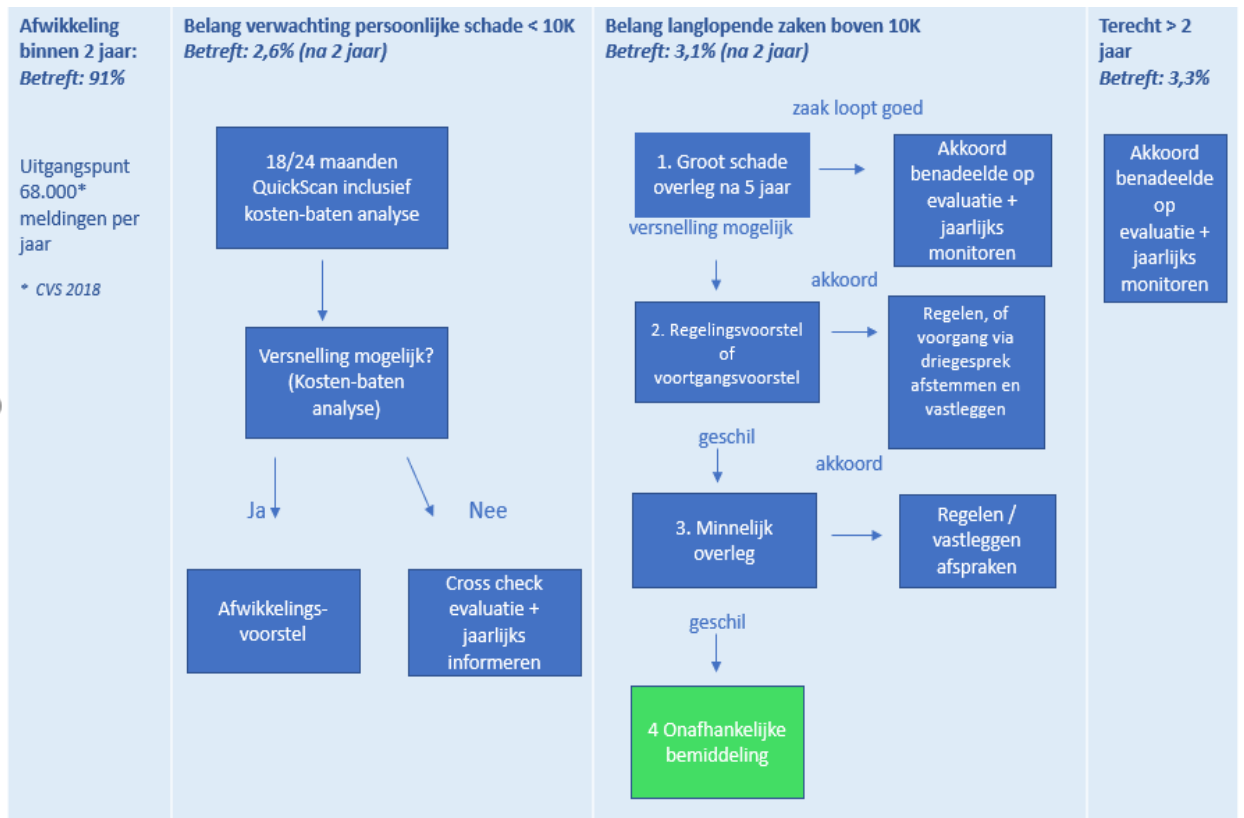 Afwikkeling
binnen 2 jaar:
Betreft: 91%
Uitgangspunt
68.000*
meldingen per
jaar
* CVS 2018
Belang verwachting persoonlijke schade < 10K
Betreft: 2,6% (na 2 jaar)
18/24 maanden
QuickScan inclusief
kosten-baten analyse
Versnelling mogelijk?
(Kosten-baten
analyse)
Ja
Nee
Afwikkelings-
voorstel
Cross check
evaluatie +
jaarlijks
informeren
Belang langlopende zaken boven 10K
Betreft: 3,1% (na 2 jaar)
zaak loopt goed
1. Groot schade
overleg na 5 jaar
Akkoord
benadeelde op
evaluatie +
jaarlijks
monitoren
versnelling mogelijk
akkoord
2. Regelingsvoorstel
of
voortgangsvoorstel
Regelen, of
voorgang via
driegesprek
afstemmen en
vastleggen
geschil
akkoord
3. Minnelijk
overleg
Regelen /
vastleggen
afspraken
geschil
4 Onafhankelijke
bemiddeling
Terecht > 2
jaar
Betreft: 3,3%
Akkoord
benadeelde
op
evaluatie +
jaarlijks
monitoren